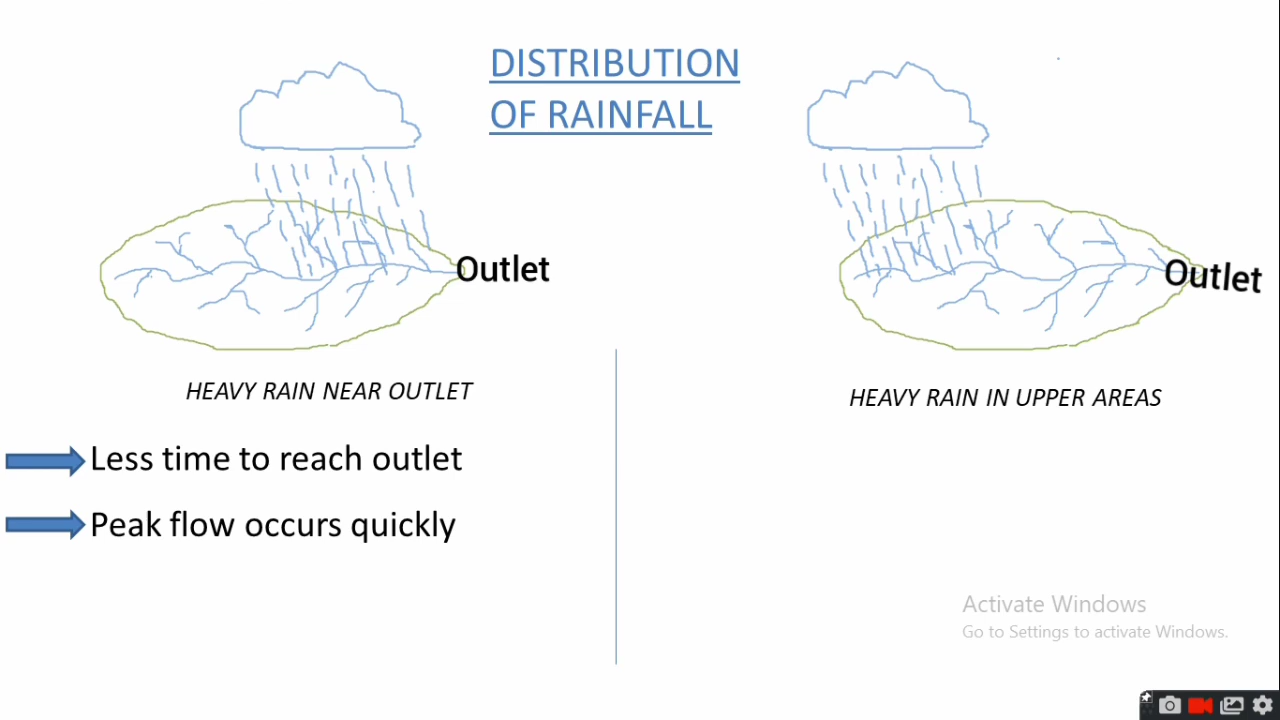 DISTRIBUTION
OF RAINFALL
Outlet
Outlet
HEAVY RAIN NEAR OUTLET
HEAVY RAIN IN UPPER AREAS
Less time to reach outlet
Peak flow occurs quickly
Activate Windows
Go to Settings to activate Windows.